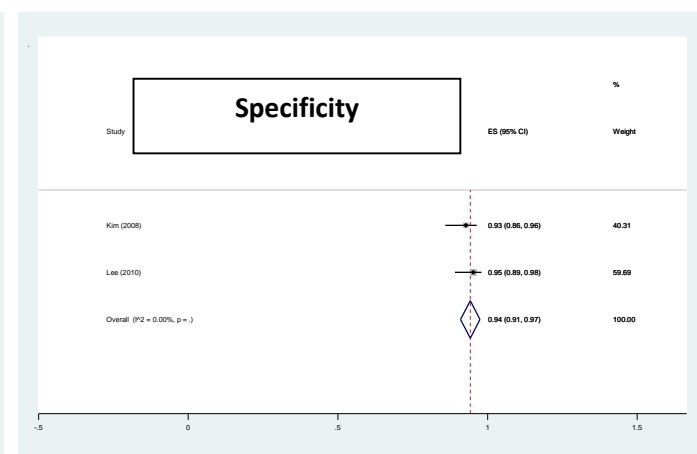 Specificity
%
Study ES (95% CI) Weight
Kim (2008) 0.93 (0.86, 0.96) 40.31
Lee (2010) 0.95 (0.89, 0.98) 59.69
Overall (I^2 = 0.00%, p = .) 0.94 (0.91, 0.97) 100.00
-.5 0 .5 1 1.5